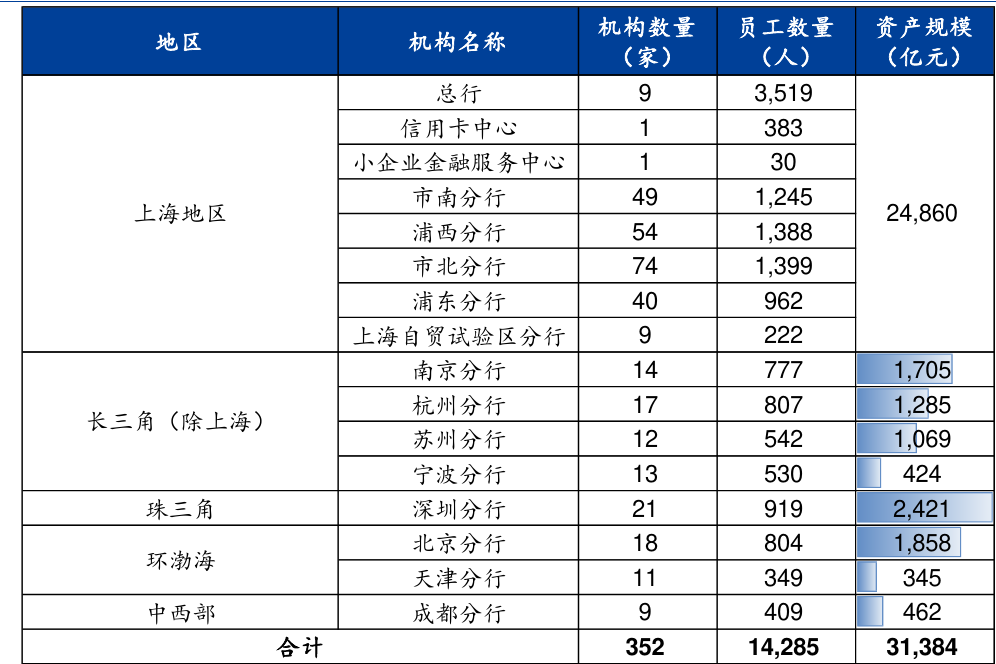 地区 机构名称 机构数量（家） 员工数量（人） 资产规模（亿元）
上海地区 总行 9 3,519 24,860
信用卡中心 1 383
小企业金融服务中心 1 30
市南分行 49 1,245
浦西分行 54 1,388
市北分行 74 1,399
浦东分行 40 962
上海自贸试验区分行 9 222
长三角（除上海） 南京分行 14 777 1,705
杭州分行 17 807 1,285
苏州分行 12 542 1,069
宁波分行 13 530 424
珠三角 深圳分行 21 919 2,421
环渤海 北京分行 18 804 1,858
天津分行 11 349 345
中西部 成都分行 9 409 462
合计 352 14,285 31,384